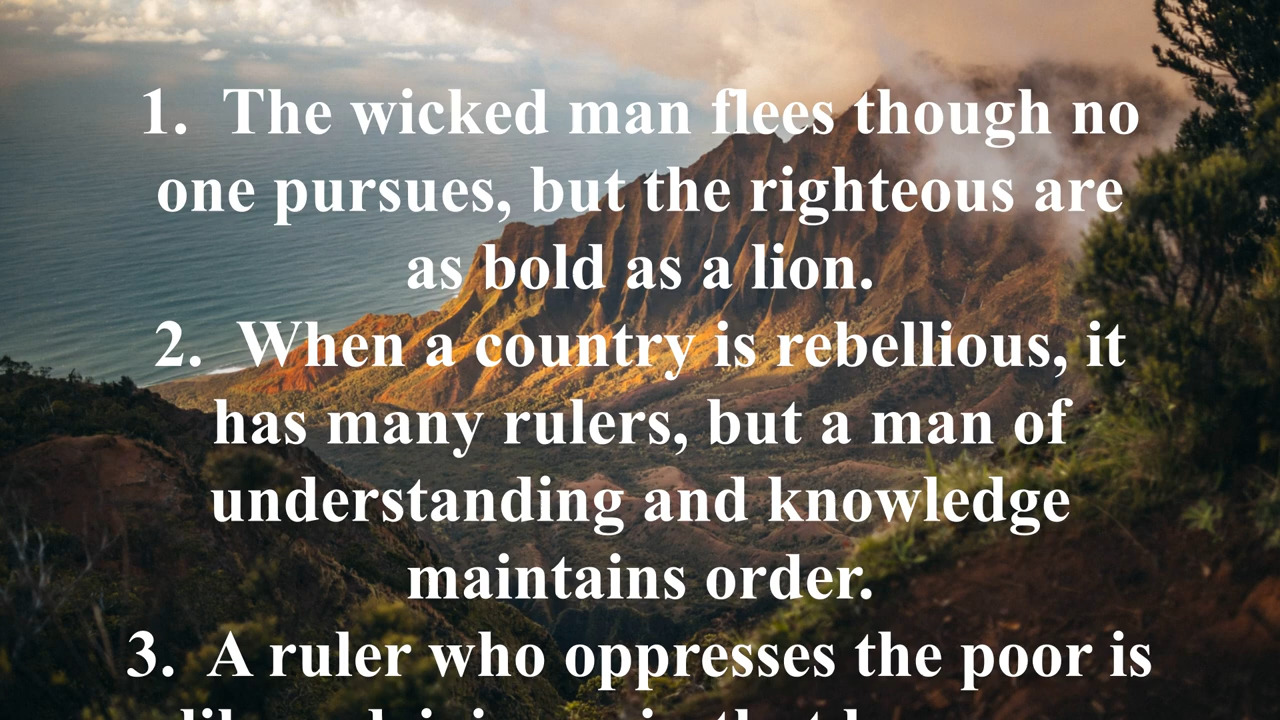 1. The wicked man flees though no
one pursues, but the righteous are
as bold as a lion.
2. When a country is rebellious, it
has many rulers, but a man of
understanding and knowledge
maintains order.
3. A ruler who oppresses the poor is